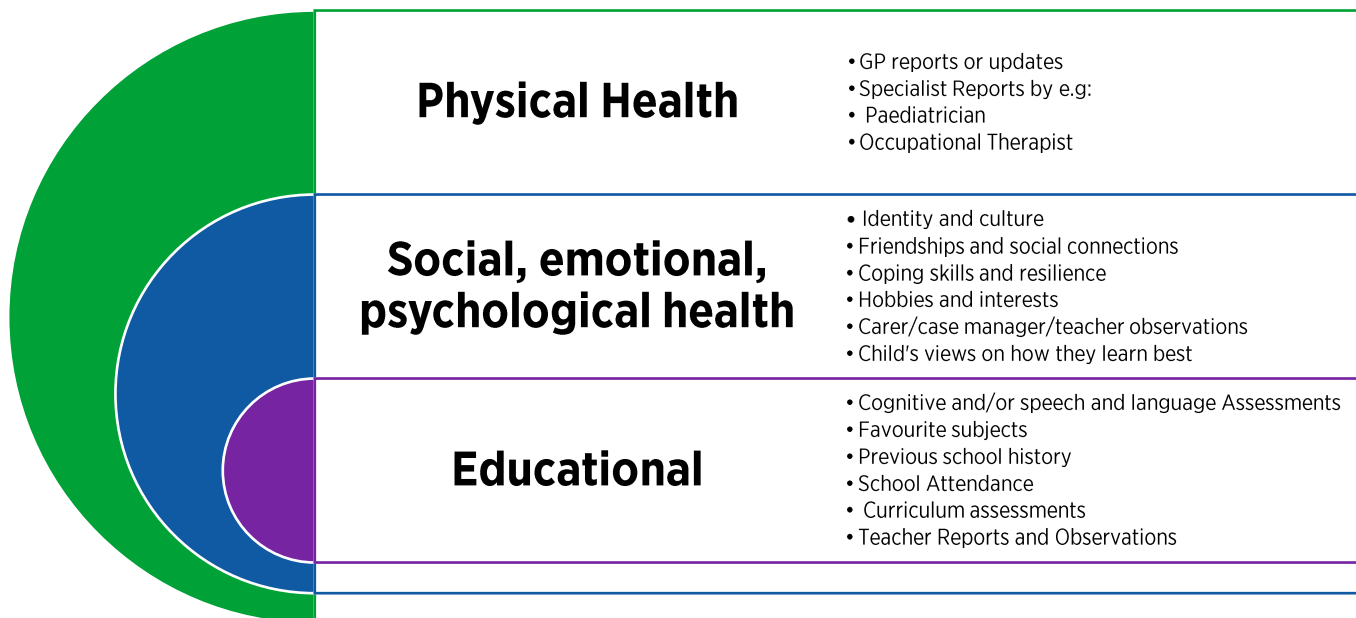 Physical Health
• GP reports or updates
• Specialist Reports by e.g:
• Paediatrician
• Occupational Therapist
Social, emotional,
psychological health
• Identity and culture
• Friendships and social connections
• Coping skills and resilience
• Hobbies and interests
• Carer/case manager/teacher observations
• Child's views on how they learn best
Educational
• Cognitive and/or speech and language Assessments
• Favourite subjects
• Previous school history
• School Attendance
• Curriculum assessments
• Teacher Reports and Observations